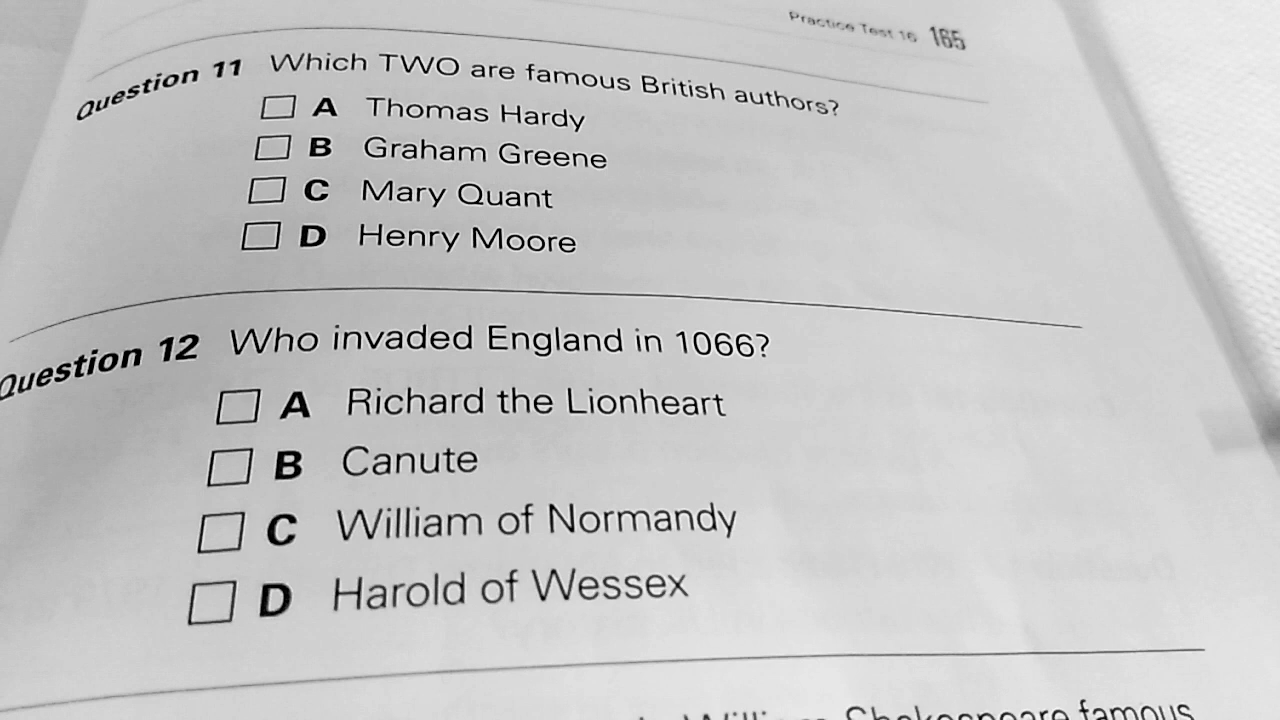 Practice Test 16 165
Question 11 Which TWO are famous British authors?
A Thomas Hardy
B Graham Greene
C Mary Quant
D Henry Moore
Question 12 Who invaded England in 1066?
A Richard the Lionheart
B Canute
C William of Normandy
D Harold of Wessex
William Shakespeare famous